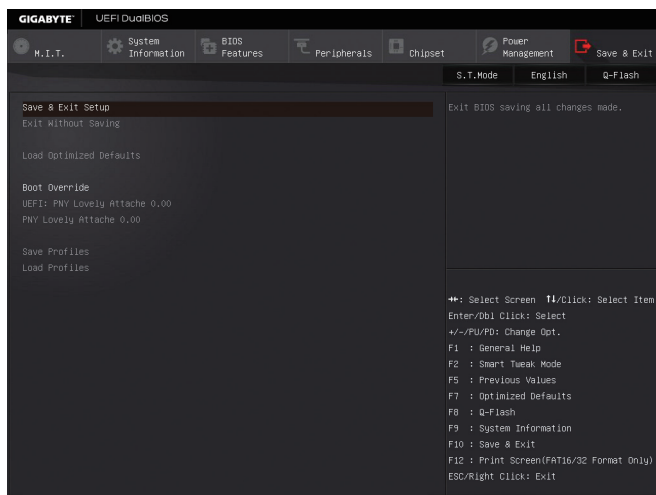 GIGABYTE™ UEFI DualBIOS
M.I.T.
System Information
BIOS Features
Peripherals
Chipset
Power Management
Save & Exit
S.T.Mode English Q-Flash
Save & Exit Setup
Exit Without Saving
Load Optimized Defaults
Boot Override
UEFI: PNY Lovely Attache 0.00
PNY Lovely Attache 0.00
Save Profiles
Load Profiles
Exit BIOS saving all changes made.
→←: Select Screen ↑↓/Click: Select Item
Enter/Dbl Click: Select
+/-/PU/PD: Change Opt.
F1 : General Help
F2 : Smart Tweak Mode
F5 : Previous Values
F7 : Optimized Defaults
F8 : Q-Flash
F9 : System Information
F10 : Save & Exit
F12 : Print Screen(FAT16/32 Format Only)
ESC/Right Click: Exit